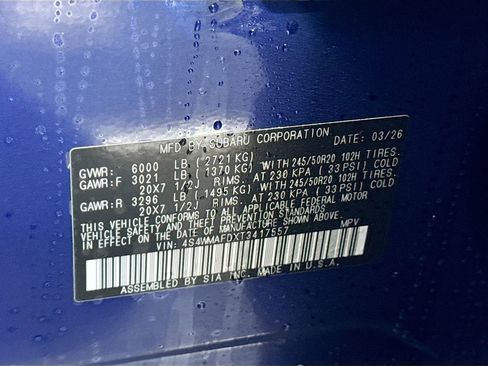 MFD BY SUBARU CORPORATION DATE: 03/26
GVWR: 6000 LB (2721 KG)
GAWR: F 3021 LB (1370 KG) WITH 245/50R20 102H TIRES,
20X7 1/2J RIMS, AT 230 KPA (33 PSI) COLD
GAWR: R 3296 LB (1495 KG) WITH 245/50R20 102H TIRES,
20X7 1/2J RIMS, AT 230 KPA (33 PSI) COLD
THIS VEHICLE CONFORMS TO ALL APPLICABLE FEDERAL MOTOR
VEHICLE SAFETY AND THEFT PREVENTION STANDARDS
IN EFFECT ON THE DATE OF MANUFACTURE SHOWN ABOVE.
VIN: 4S4WMAFDXT3417557 MPV
ASSEMBLED BY SIA INC. MADE IN U.S.A.